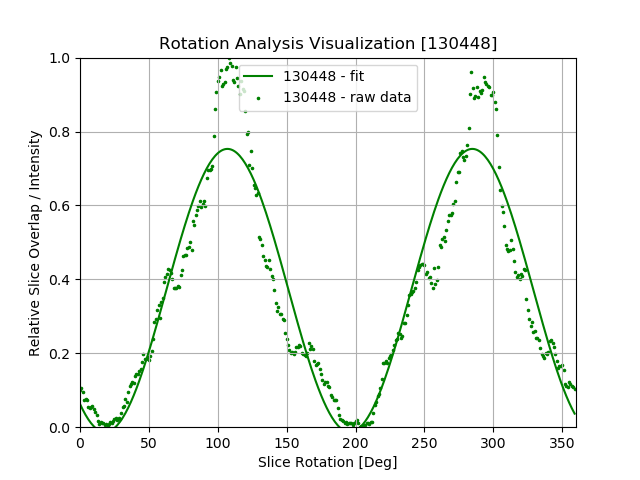 Rotation Analysis Visualization [130448]
130448 - fit
130448 - raw data
Relative Slice Overlap / Intensity
1.0
0.8
0.6
0.4
0.2
0.0
0 50 100 150 200 250 300 350
Slice Rotation [Deg]